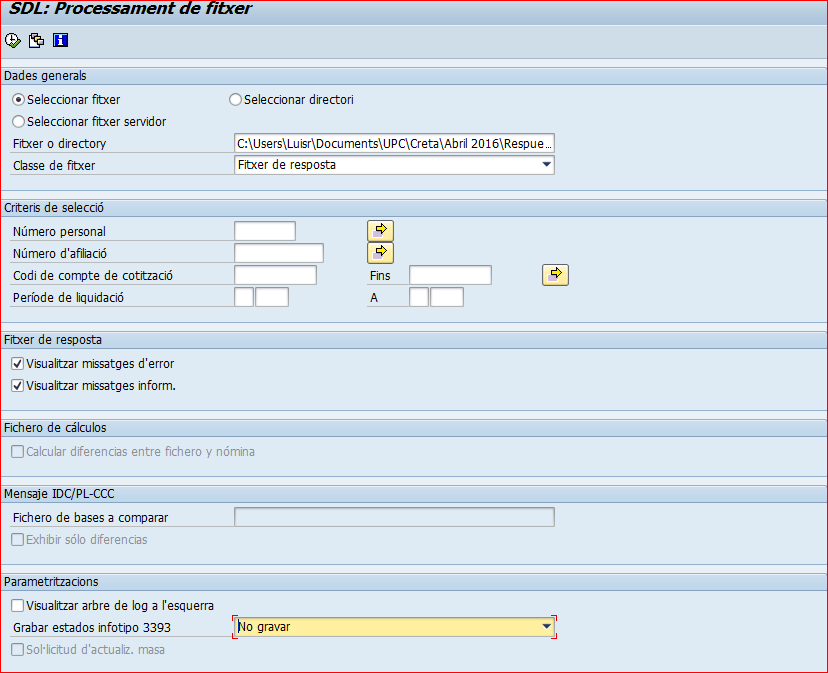 SDL: Processament de fitxer
Dades generals
Seleccionar fitxer Seleccionar directori
Seleccionar fitxer servidor
Fitxer o directory C:\Users\Luisr\Documents\UPC\Creta\Abril 2016\Respue...
Classe de fitxer Fitxer de resposta
Criteris de selecció
Número personal
Número d'afiliació
Codi de compte de cotització Fins
Període de liquidació A
Fitxer de resposta
Visualitzar missatges d'error
Visualitzar missatges inform.
Fichero de cálculos
Calcular diferencias entre fichero y nómina
Mensaje IDC/PL-CCC
Fichero de bases a comparar
Exhibir sólo diferencias
Parametritzacions
Visualitzar arbre de log a l'esquerra
Grabar estados infotipo 3393 No gravar
Sol·licitud d'actualiz. masa